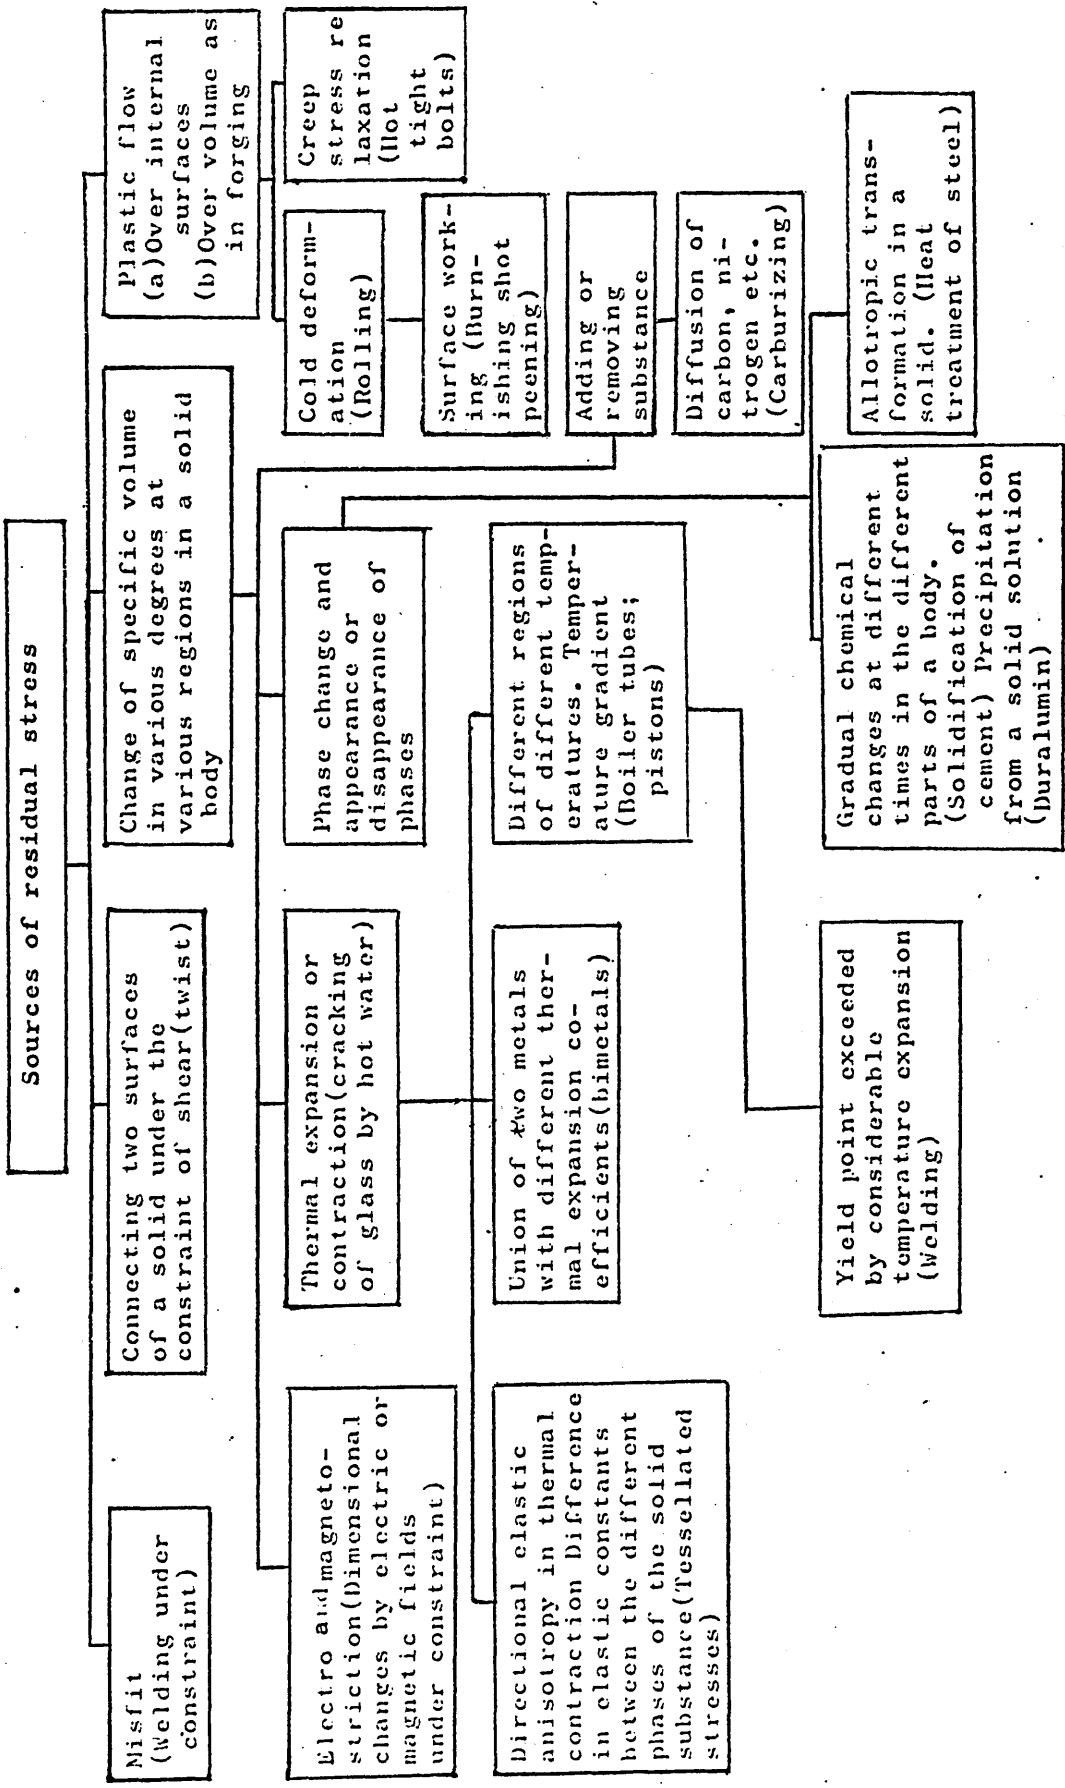 Sources of residual stress
Misfit
(Welding under
constraint)
Connecting two surfaces
of a solid under the
constraint of shear(twist)
Change of specific volume
in various degrees at
various regions in a solid
body
Plastic flow
(a)Over internal
surfaces
(b)Over volume as
in forging
Electro and magneto-
striction(Dimensional
changes by electric or
magnetic fields
under constraint)
Thermal expansion or
contraction(cracking
of glass by hot water)
Phase change and
appearance or
disappearance of
phases
Adding or
removing
substance
Diffusion of
carbon, ni-
trogen etc.
(Carburizing)
Cold deform-
ation
(Rolling)
Surface work-
ing (Burn-
ishing shot
peening)
Creep
stress re
laxation
(Hot
tight
bolts)
Directional elastic
anisotropy in thermal
contraction Difference
in elastic constants
between the different
phases of the solid
substance(Tessellated
stresses)
Union of two metals
with different ther-
mal expansion co-
efficients(bimetals)
Different regions
of different temp-
eratures. Temper-
ature gradient
(Boiler tubes;
pistons)
Yield point exceeded
by considerable
temperature expansion
(Welding)
Gradual chemical
changes at different
times in the different
parts of a body.
(Solidification of
cement) Precipitation
from a solid solution
(Duralumin)
Allotropic trans-
formation in a
solid. (Heat
treatment of steel)